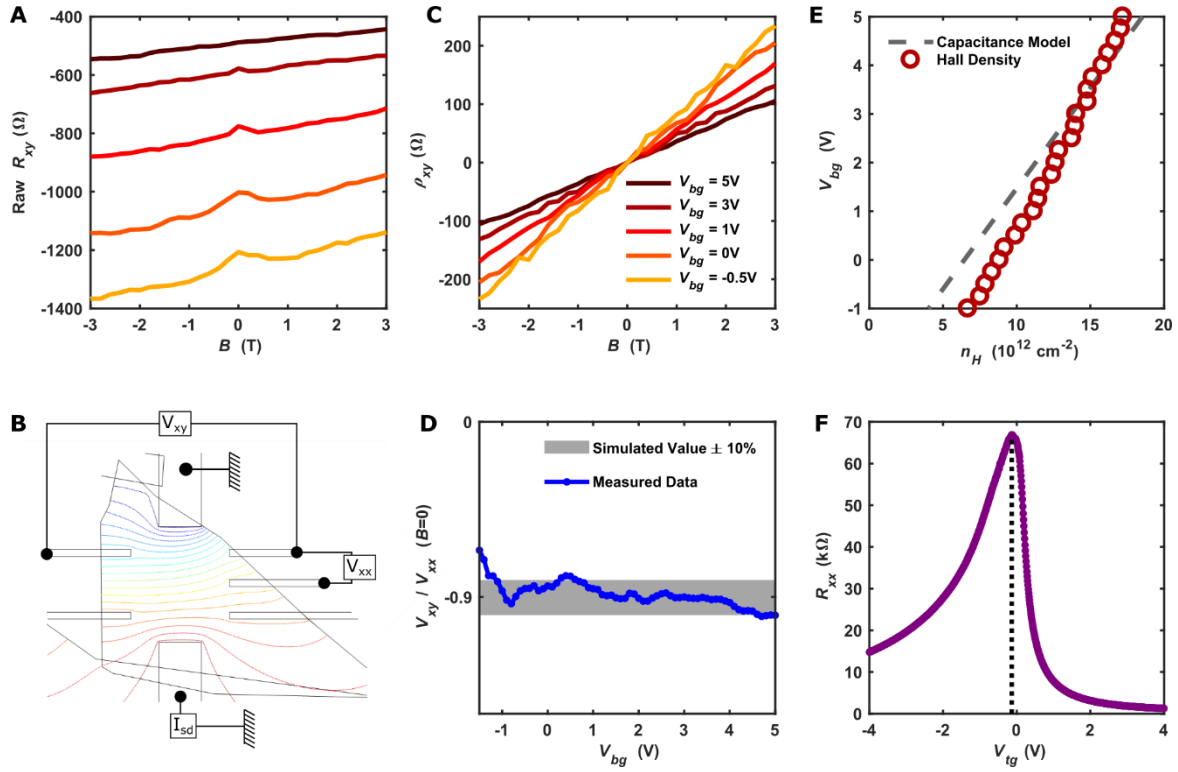 A
-400
-600
-800
-1000
-1200
-1400
Raw R_xy (Ω)
-3 -2 -1 0 1 2 3
B (T)
C
200
100
0
-100
-200
ρ_xy (Ω)
V_bg = 5V
V_bg = 3V
V_bg = 1V
V_bg = 0V
V_bg = -0.5V
-3 -2 -1 0 1 2 3
B (T)
E
5
4
3
2
1
0
-1
V_bg (V)
Capacitance Model
Hall Density
0 5 10 15 20
n_H (10^12 cm^-2)
B
V_xy
V_xx
I_sd
D
0
-0.9
V_xy / V_xx (B=0)
Simulated Value ± 10%
Measured Data
-1 0 1 2 3 4 5
V_bg (V)
F
70
60
50
40
30
20
10
0
R_xx (kΩ)
-4 -2 0 2 4
V_tg (V)